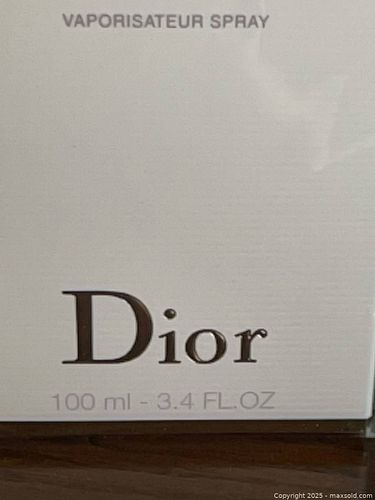 VAPORISATEUR SPRAY
Dior
100 ml - 3.4 FL.OZ
Copyright 2025 - maxsold.com